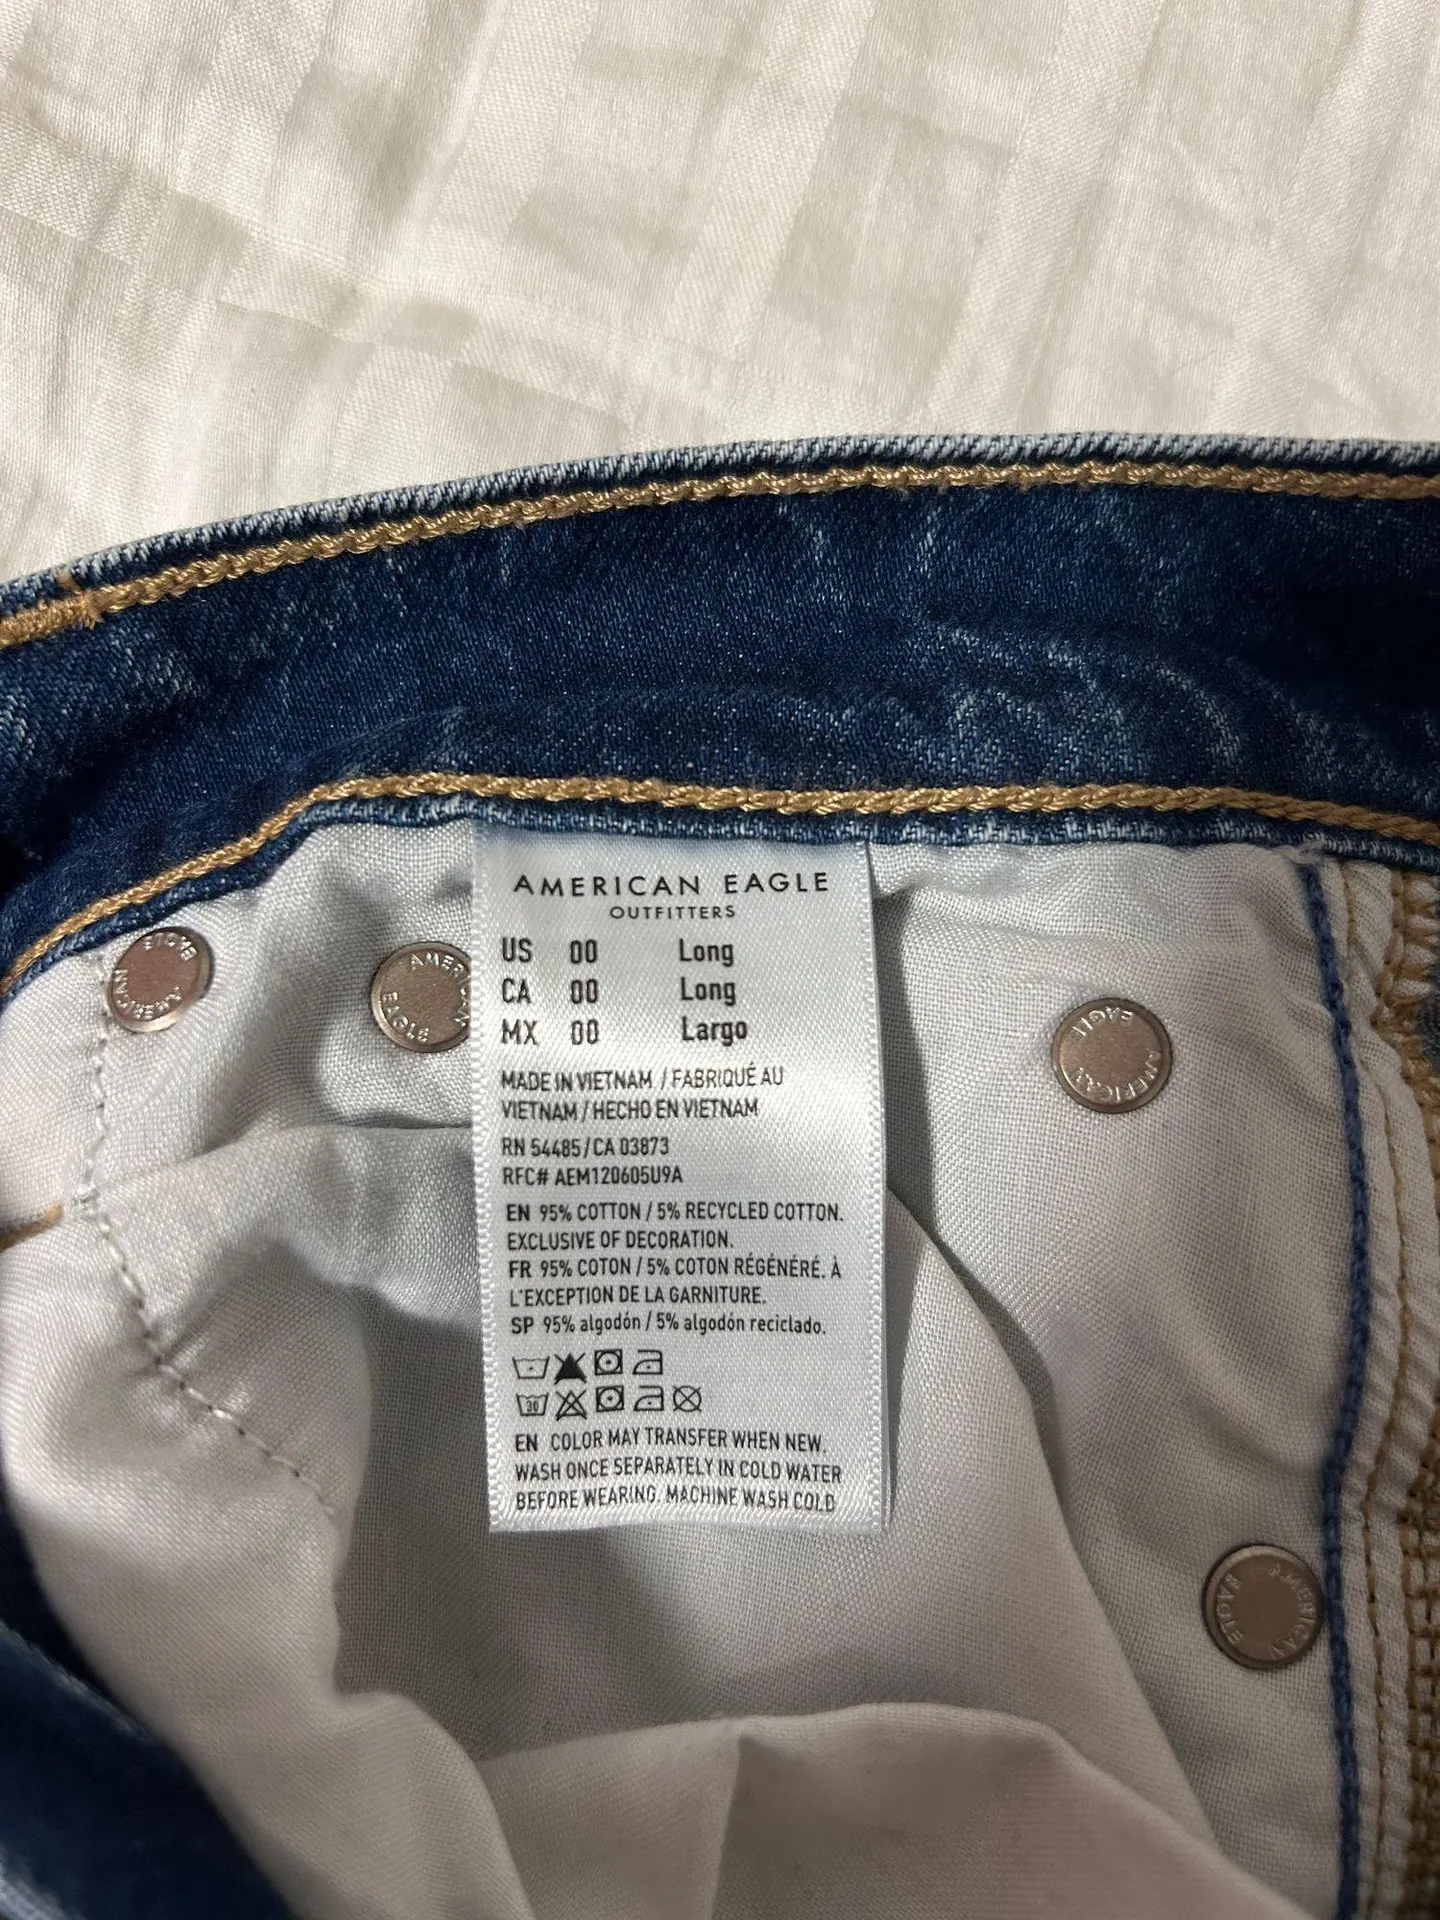 AMERICAN EAGLE
OUTFITTERS
US 00 Long
CA 00 Long
MX 00 Largo
MADE IN VIETNAM / FABRIQUÉ AU
VIETNAM / HECHO EN VIETNAM
RN 54485/CA 03873
RFC# AEM120605U9A
EN 95% COTTON / 5% RECYCLED COTTON.
EXCLUSIVE OF DECORATION.
FR 95% COTON / 5% COTON RÉGÉNÉRÉ. À
L'EXCEPTION DE LA GARNITURE.
SP 95% algodón / 5% algodón reciclado.
30
EN COLOR MAY TRANSFER WHEN NEW.
WASH ONCE SEPARATELY IN COLD WATER
BEFORE WEARING. MACHINE WASH COLD
AMERICAN EAGLE
AMERICAN EAGLE
AMERICAN EAGLE
AMERICAN EAGLE